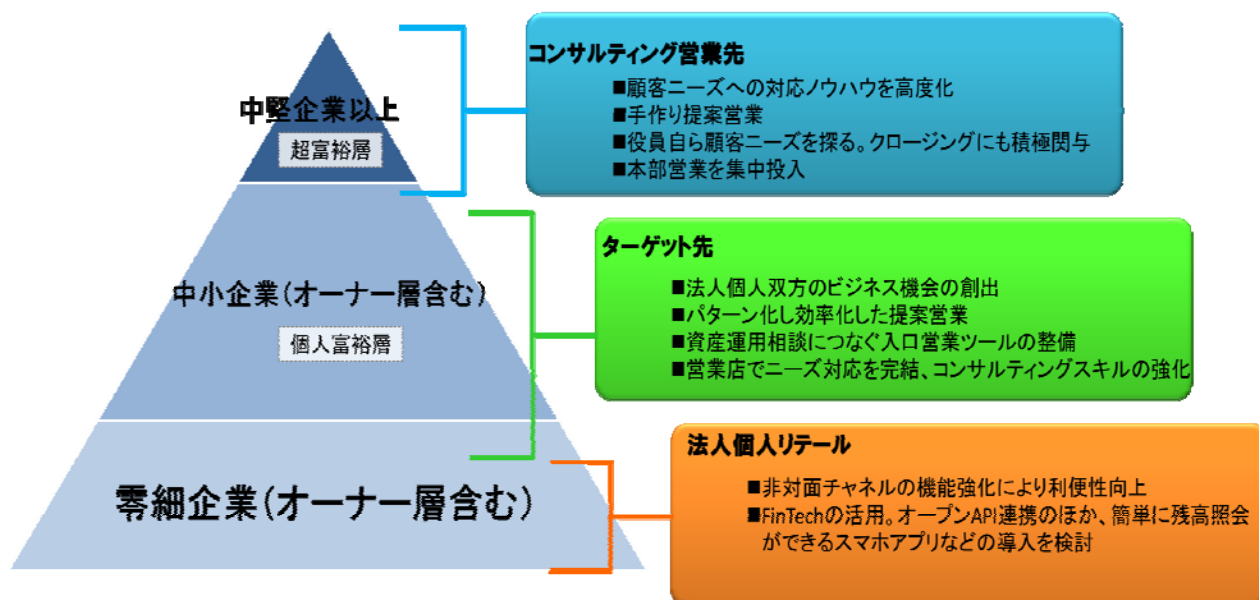 中堅企業以上
超富裕層
中小企業(オーナー層含む)
個人富裕層
零細企業(オーナー層含む)
コンサルティング営業先
■顧客ニーズへの対応ノウハウを高度化
■手作り提案営業
■役員自ら顧客ニーズを探る。クロージングにも積極関与
■本部営業を集中投入
ターゲット先
■法人個人双方のビジネス機会の創出
■パターン化し効率化した提案営業
■資産運用相談につなぐ入口営業ツールの整備
■営業店でニーズ対応を完結、コンサルティングスキルの強化
法人個人リテール
■非対面チャネルの機能強化により利便性向上
■FinTechの活用。オープンAPI連携のほか、簡単に残高照会
ができるスマホアプリなどの導入を検討